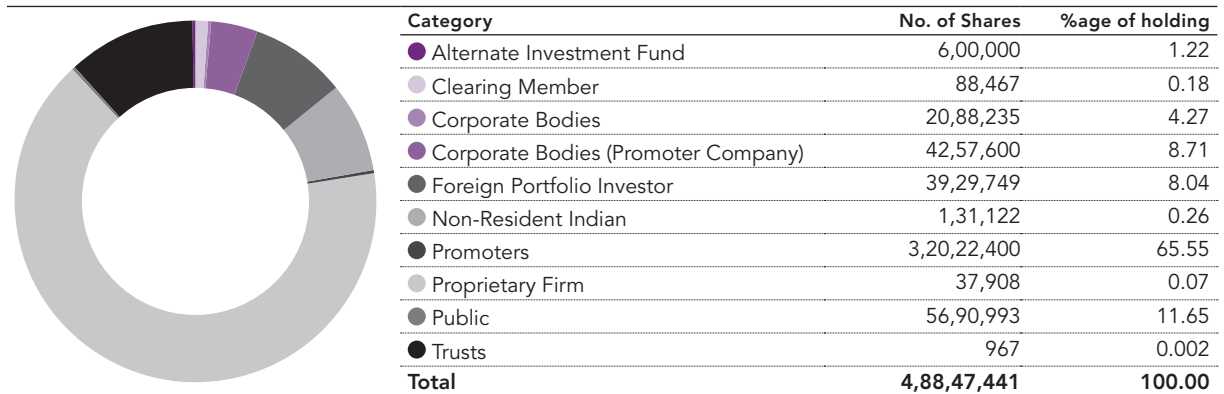 Category No. of Shares %age of holding
Alternate Investment Fund 6,00,000 1.22
Clearing Member 88,467 0.18
Corporate Bodies 20,88,235 4.27
Corporate Bodies (Promoter Company) 42,57,600 8.71
Foreign Portfolio Investor 39,29,749 8.04
Non-Resident Indian 1,31,122 0.26
Promoters 3,20,22,400 65.55
Proprietary Firm 37,908 0.07
Public 56,90,993 11.65
Trusts 967 0.002
Total 4,88,47,441 100.00